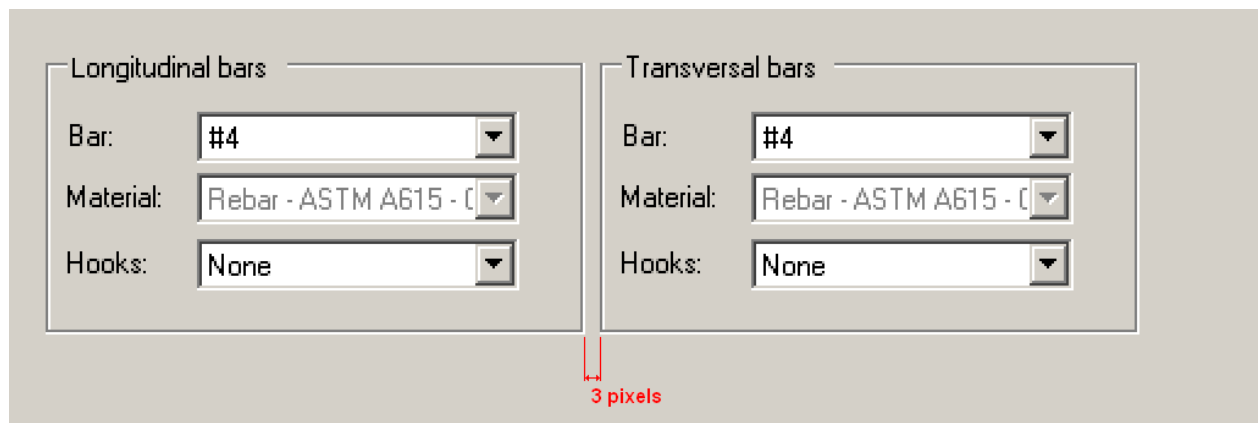 Longitudinal bars
Bar: #4
Material: Rebar - ASTM A615 -
Hooks: None
Transversal bars
Bar: #4
Material: Rebar - ASTM A615 -
Hooks: None
3 pixels